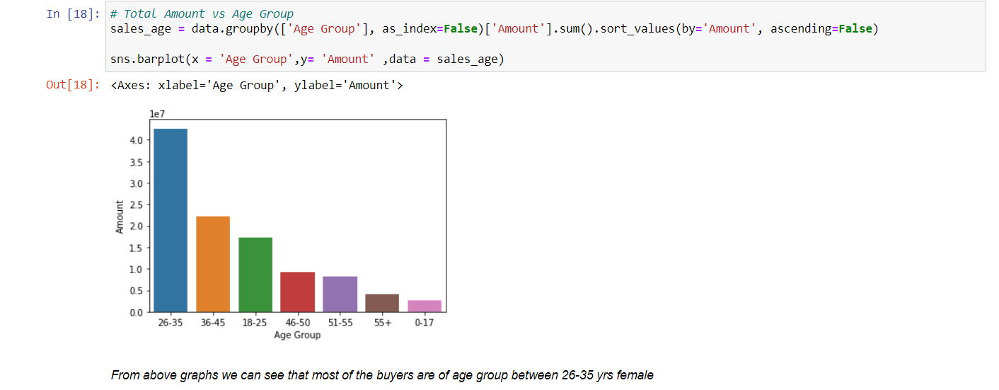 In [18]: # Total Amount vs Age Group
sales_age = data.groupby(['Age Group'], as_index=False)['Amount'].sum().sort_values(by='Amount', ascending=False)
sns.barplot(x = 'Age Group',y= 'Amount' ,data = sales_age)
Out[18]: <Axes: xlabel='Age Group', ylabel='Amount'>
1e7
4.0
3.5
3.0
2.5
2.0
1.5
1.0
0.5
0.0
Amount
26-35 36-45 18-25 46-50 51-55 55+ 0-17
Age Group
From above graphs we can see that most of the buyers are of age group between 26-35 yrs female